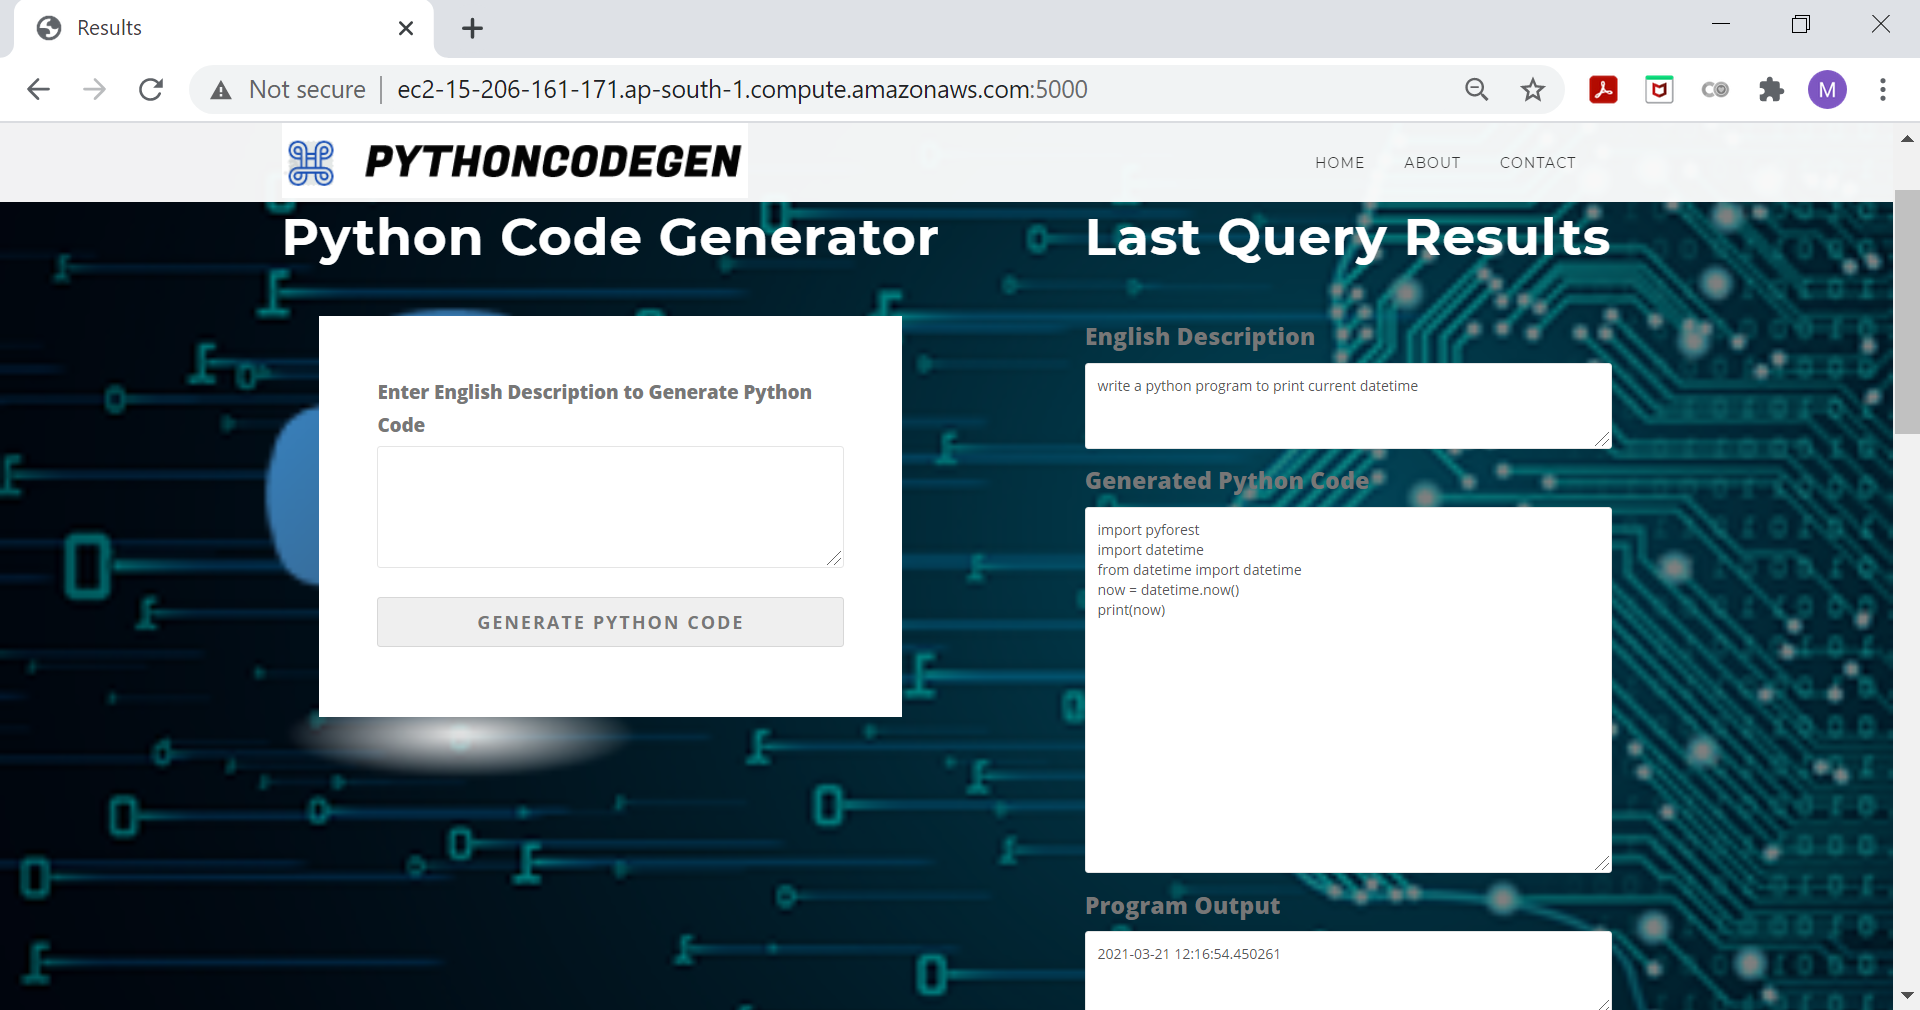 Results
Not secure
ec2-15-206-161-171.ap-south-1.compute.amazonaws.com:5000
M
PYTHONCODEGEN
HOME
ABOUT
CONTACT
Python Code Generator
Enter English Description to Generate Python
Code
GENERATE PYTHON CODE
Last Query Results
English Description
write a python program to print current datetime
Generated Python Code
import pyforest
import datetime
from datetime import datetime
now = datetime.now()
print(now)
Program Output
2021-03-21 12:16:54.450261